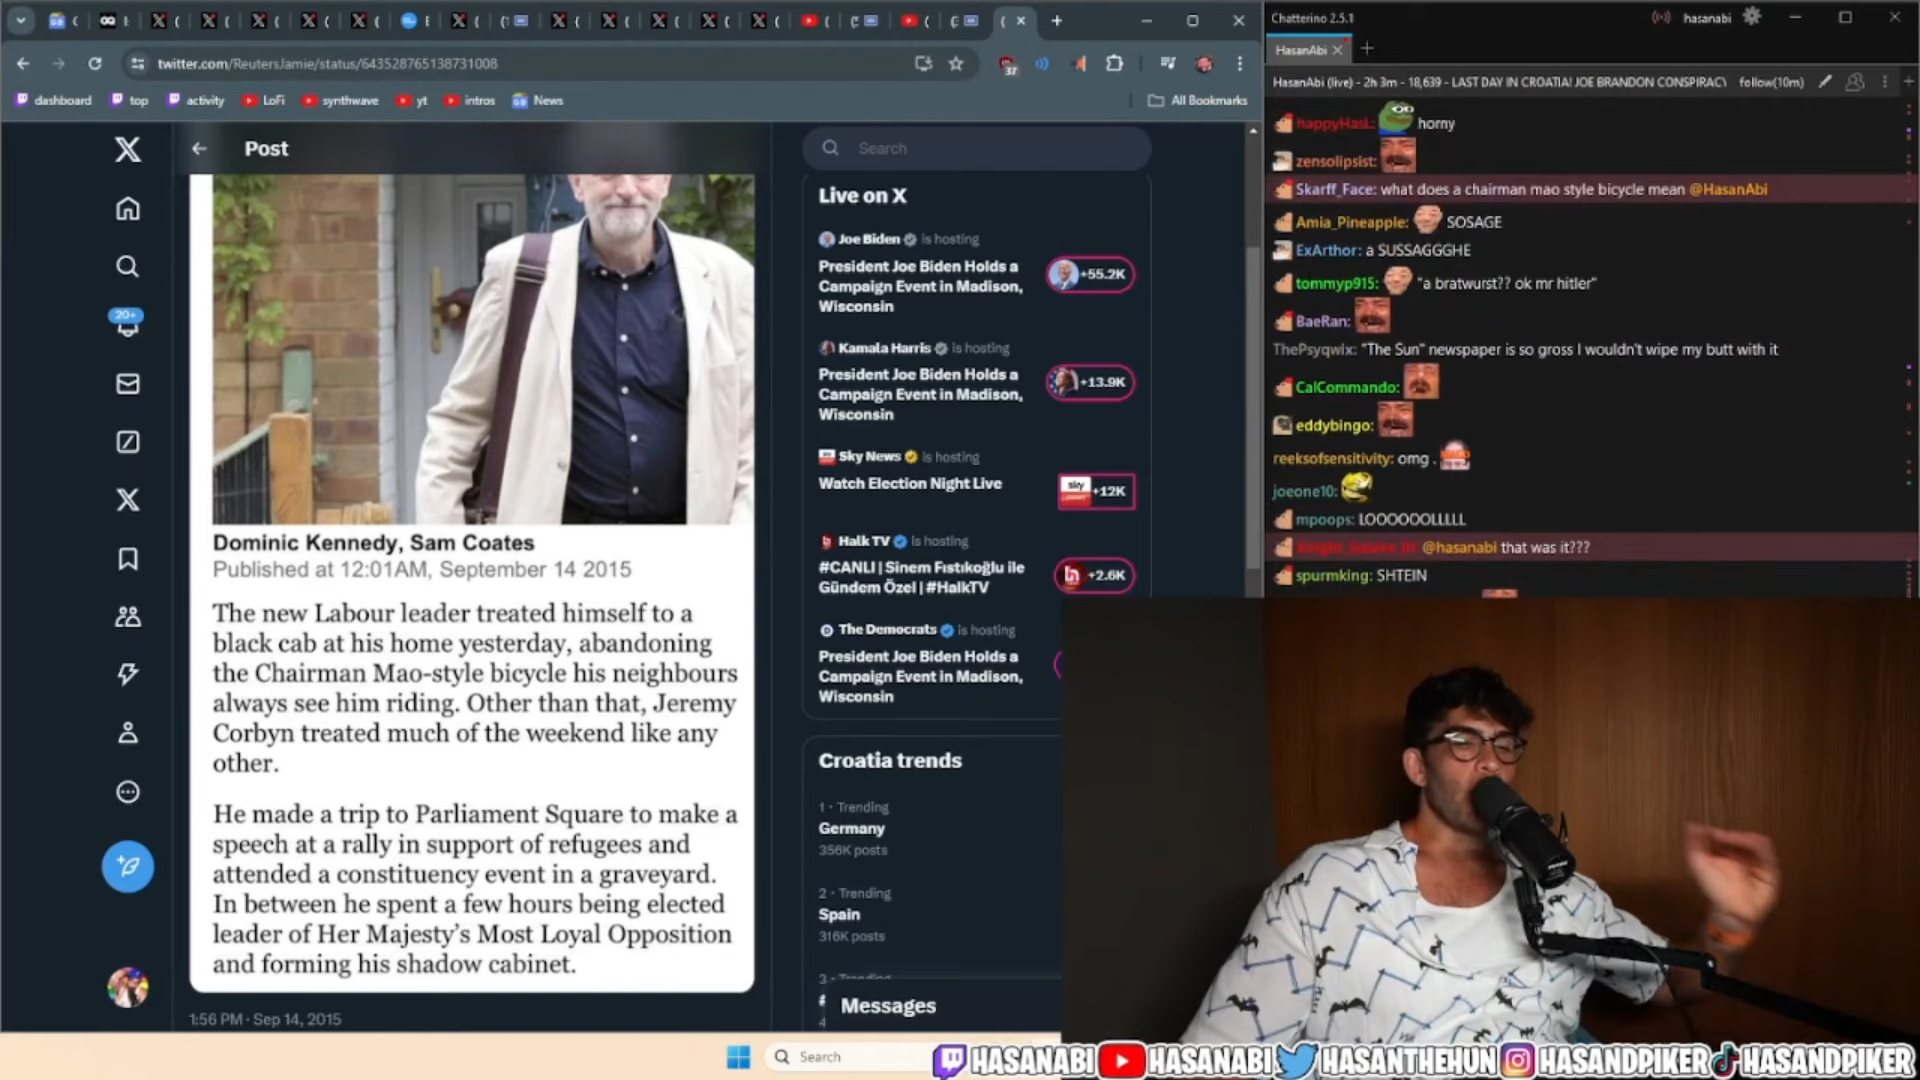 twitter.com/ReutersJamie/status/643528765138731008
37
dashboard
top
activity
LoFi
synthwave
yt
intros
News
All Bookmarks
Post
20+
Dominic Kennedy, Sam Coates
Published at 12:01AM, September 14 2015
The new Labour leader treated himself to a
black cab at his home yesterday, abandoning
the Chairman Mao-style bicycle his neighbours
always see him riding. Other than that, Jeremy
Corbyn treated much of the weekend like any
other.
He made a trip to Parliament Square to make a
speech at a rally in support of refugees and
attended a constituency event in a graveyard.
In between he spent a few hours being elected
leader of Her Majesty's Most Loyal Opposition
and forming his shadow cabinet.
1:56 PM · Sep 14, 2015
Search
Live on X
Joe Biden is hosting
President Joe Biden Holds a
Campaign Event in Madison,
Wisconsin
+55.2K
Kamala Harris is hosting
President Joe Biden Holds a
Campaign Event in Madison,
Wisconsin
+13.9K
Sky News is hosting
Watch Election Night Live
sky
+12K
Halk TV is hosting
#CANLI | Sinem Fıstıkoğlu ile
Gündem Özel | #HalkTV
+2.6K
The Democrats is hosting
President Joe Biden Holds a
Campaign Event in Madison,
Wisconsin
Croatia trends
1 · Trending
Germany
356K posts
2 · Trending
Spain
316K posts
3 · Trending
Messages
Search
Chatterino 2.5.1
hasanabi
HasanAbi
HasanAbi (live) - 2h 3m - 18,639 - LAST DAY IN CROATIA! JOE BRANDON CONSPIRACY
follow(10m)
happyHasL: horny
zensolipsist:
Skarff_Face: what does a chairman mao style bicycle mean @HasanAbi
Amia_Pineapple: SOSAGE
ExArthor: a SUSSAGGGHE
tommyp915: "a bratwurst?? ok mr hitler"
BaeRan:
ThePsyqwix: "The Sun" newspaper is so gross I wouldn't wipe my butt with it
CalCommando:
eddybingo:
reeksofsensitivity: omg .
joeone10:
mpoops: LOOOOOOLLLLL
@hasanabi that was it???
spurmking: SHTEIN
HASANABI HASANABI HASANTHEHUN HASANDPIKER HASANDPIKER